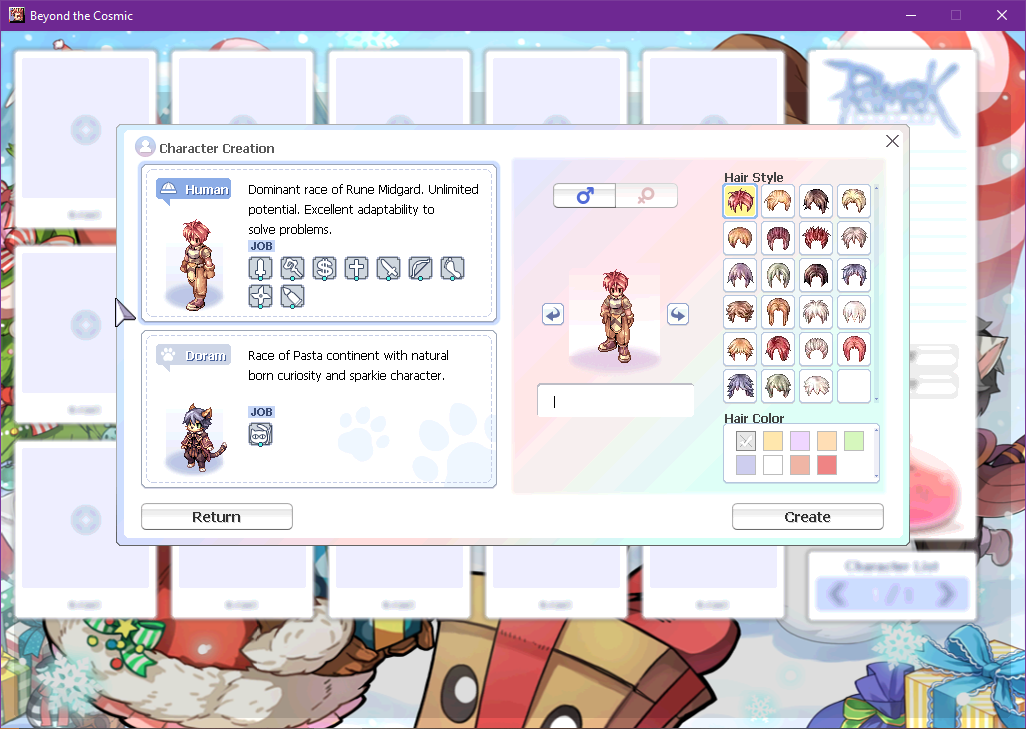 Beyond the Cosmic
Character Creation
Human
Dominant race of Rune Midgard. Unlimited
potential. Excellent adaptability to
solve problems.
JOB
Doram
Race of Pasta continent with natural
born curiosity and sparkie character.
JOB
Hair Style
Hair Color
Return
Create
Character List
1 / 1